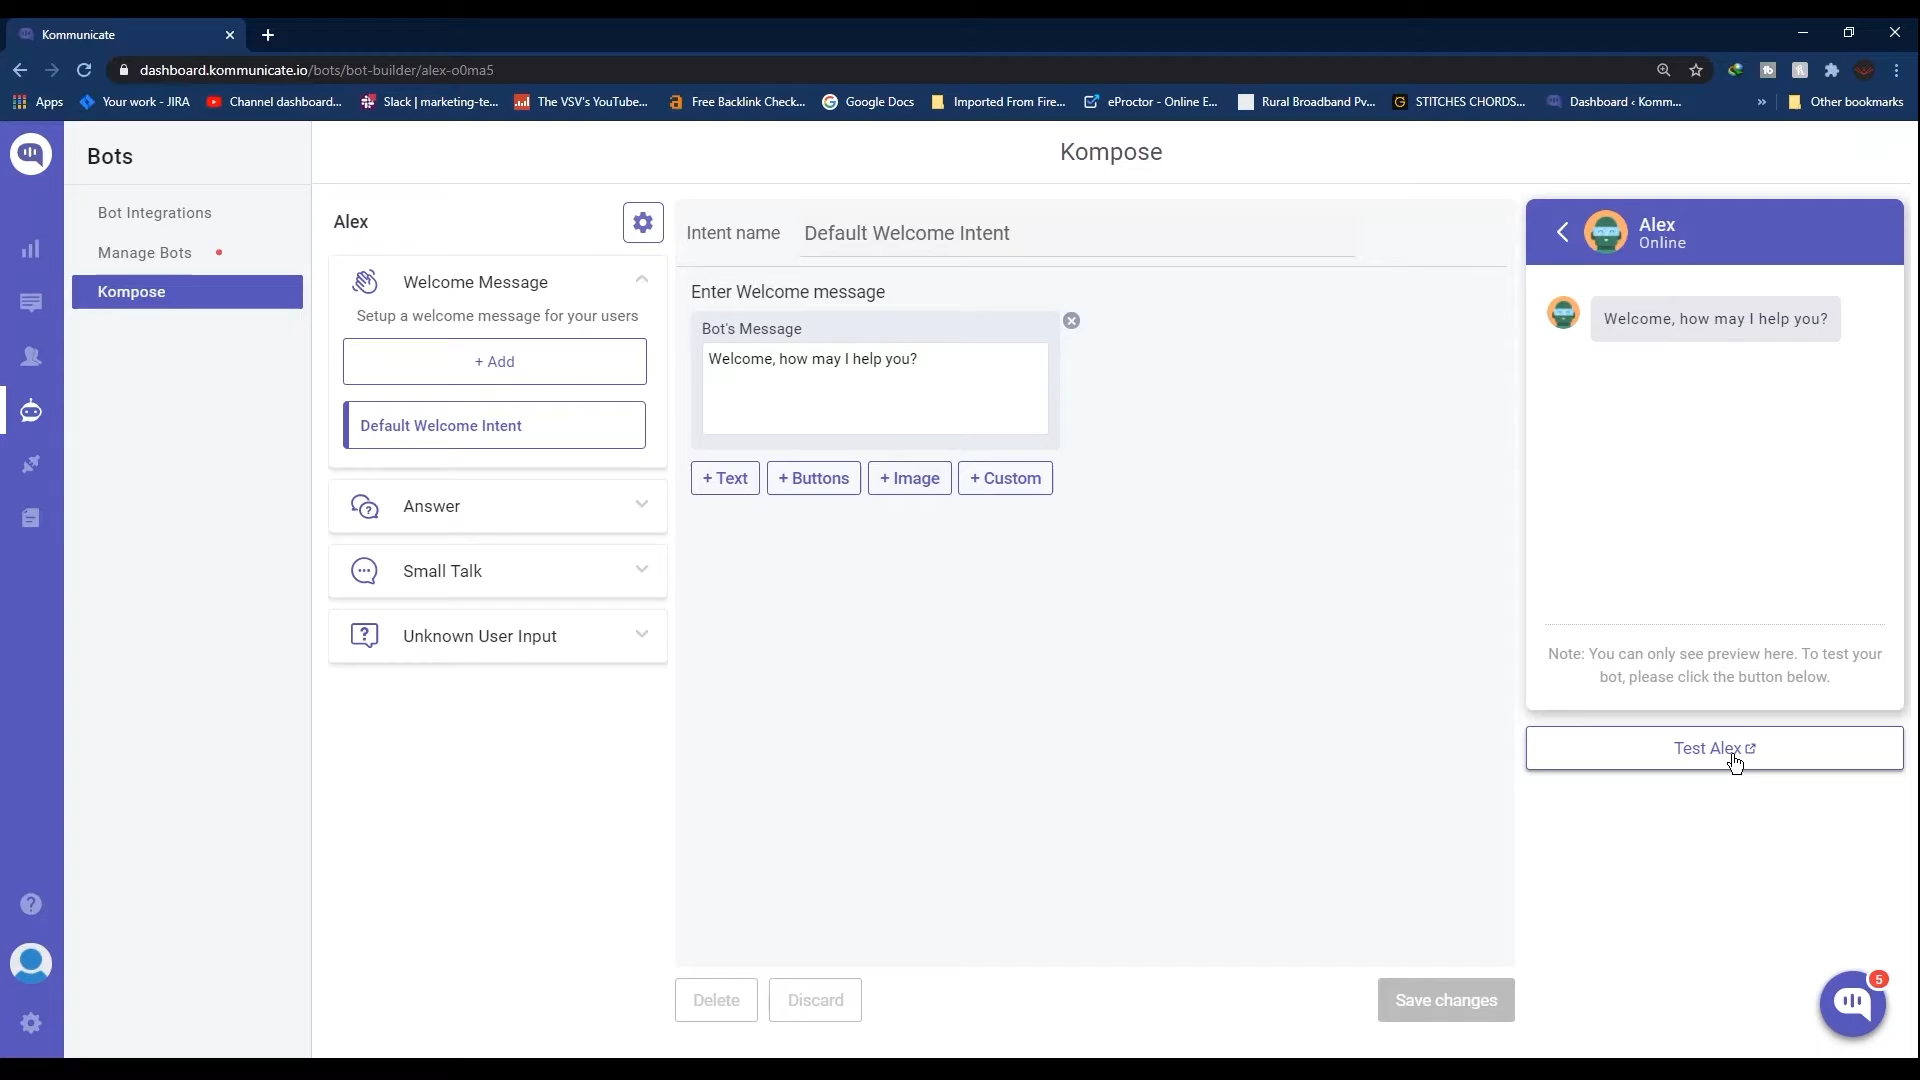 Kommunicate
dashboard.kommunicate.io/bots/bot-builder/alex-o0ma5
Apps
Your work - JIRA
Channel dashboard...
Slack | marketing-te...
The VSV's YouTube...
Free Backlink Check...
Google Docs
Imported From Fire...
eProctor - Online E...
Rural Broadband Pv...
STITCHES CHORDS...
Dashboard ‹ Komm...
»
Other bookmarks
Bots
Bot Integrations
Manage Bots
Kompose
Kompose
Alex
Welcome Message
Setup a welcome message for your users
+ Add
Default Welcome Intent
Answer
Small Talk
Unknown User Input
Intent name
Default Welcome Intent
Enter Welcome message
Bot's Message
Welcome, how may I help you?
+ Text
+ Buttons
+ Image
+ Custom
Delete
Discard
Save changes
Alex
Online
Welcome, how may I help you?
Note: You can only see preview here. To test your
bot, please click the button below.
Test Alex
5